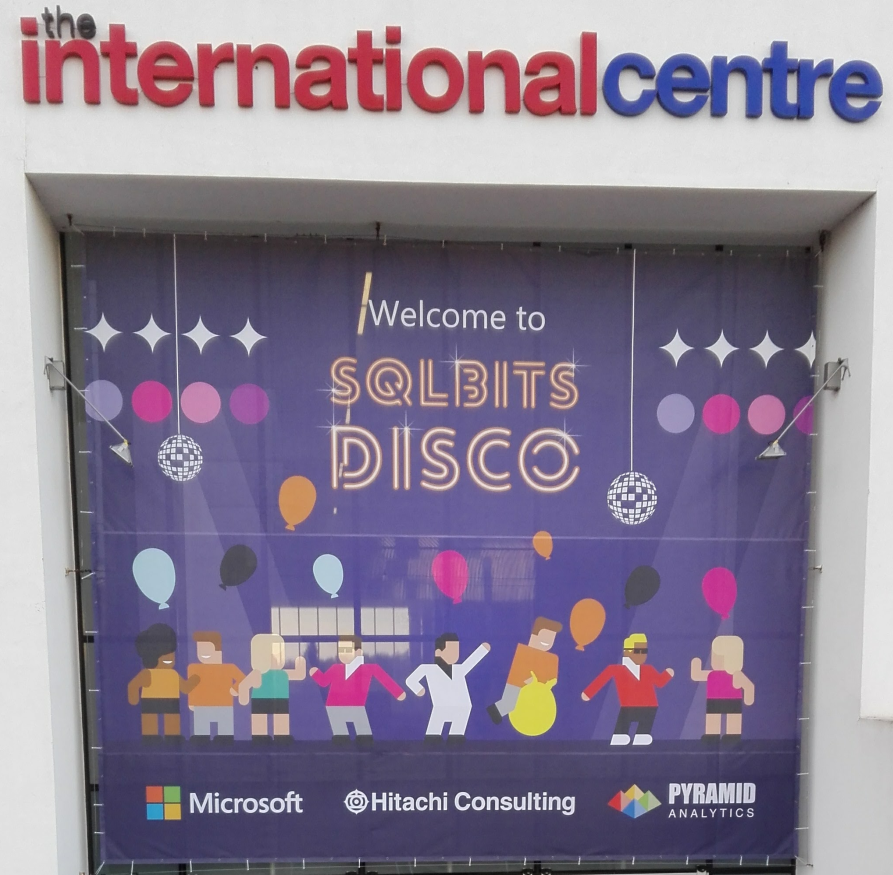 the
internationalcentre
Welcome to
SQLBITS
DISCO
Microsoft
Hitachi Consulting
PYRAMID
ANALYTICS